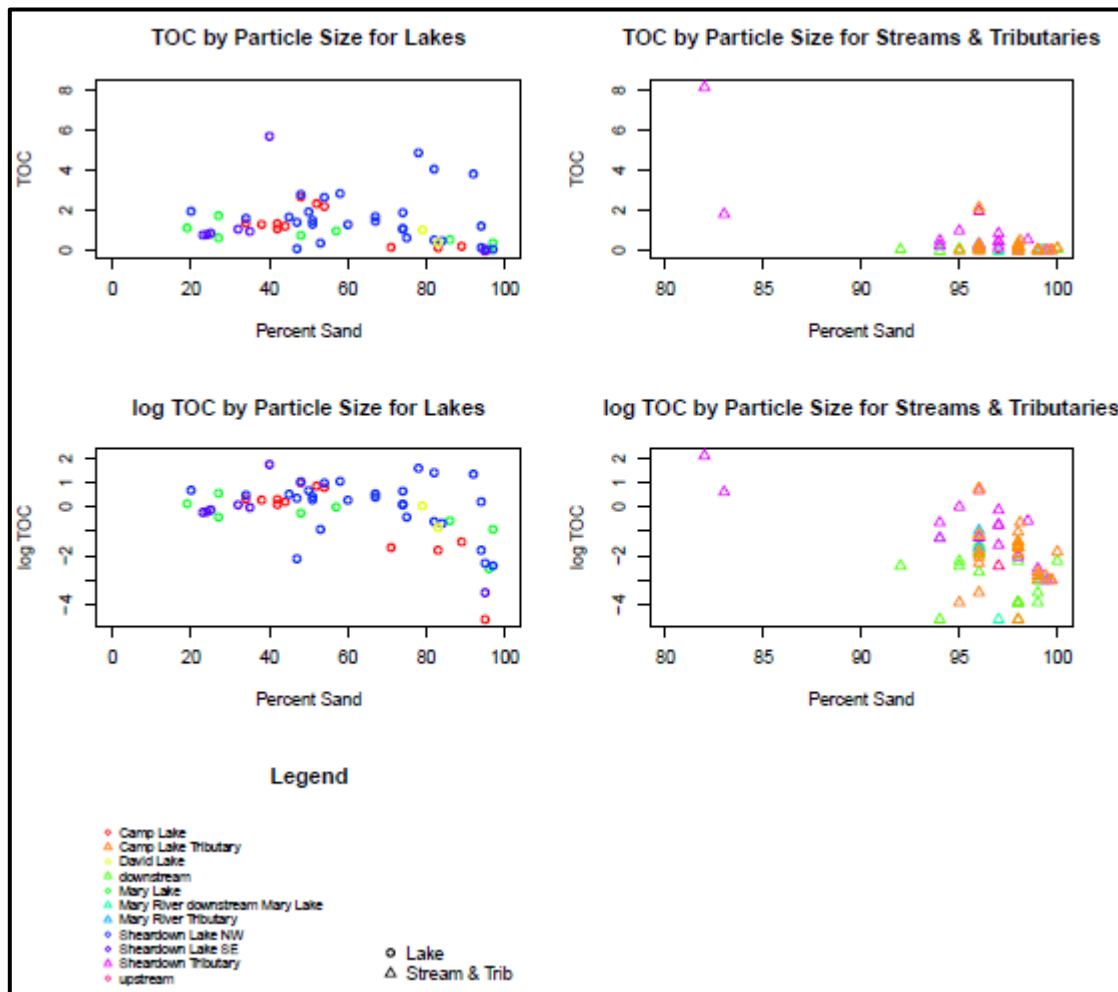 TOC by Particle Size for Lakes
TOC
8
6
4
2
0
0 20 40 60 80 100
Percent Sand
TOC by Particle Size for Streams & Tributaries
TOC
8
6
4
2
0
80 85 90 95 100
Percent Sand
log TOC by Particle Size for Lakes
log TOC
2
0
−2
−4
0 20 40 60 80 100
Percent Sand
log TOC by Particle Size for Streams & Tributaries
log TOC
2
1
0
−2
−4
80 85 90 95 100
Percent Sand
Legend
Camp Lake
Camp Lake Tributary
David Lake
downstream
Mary Lake
Mary River downstream Mary Lake
Mary River Tributary
Sheardown Lake NW
Sheardown Lake SE
Sheardown Tributary
upstream
Lake
Stream & Trib